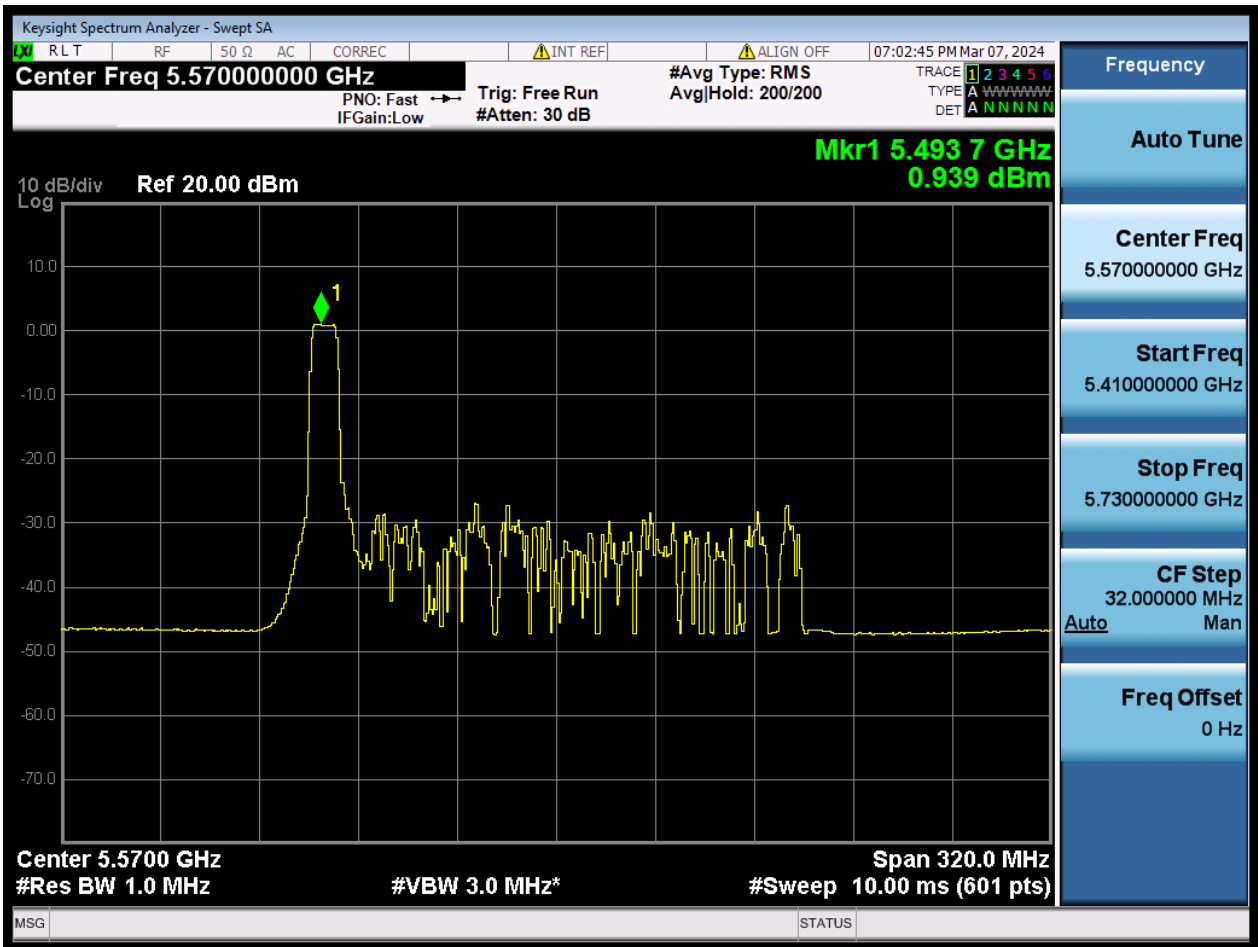 Keysight Spectrum Analyzer - Swept SA
LXI RLT RF 50 Ω AC CORREC INT REF ALIGN OFF 07:02:45 PM Mar 07, 2024
Center Freq 5.570000000 GHz
PNO: Fast
IFGain:Low
Trig: Free Run
#Atten: 30 dB
#Avg Type: RMS
Avg|Hold: 200/200
TRACE 1 2 3 4 5 6
TYPE A WWWWW
DET A N N N N N
Mkr1 5.493 7 GHz
0.939 dBm
10 dB/div Ref 20.00 dBm
Log
10.0
1
0.00
-10.0
-20.0
-30.0
-40.0
-50.0
-60.0
-70.0
Center 5.5700 GHz Span 320.0 MHz
#Res BW 1.0 MHz #VBW 3.0 MHz* #Sweep 10.00 ms (601 pts)
MSG STATUS
Frequency
Auto Tune
Center Freq
5.570000000 GHz
Start Freq
5.410000000 GHz
Stop Freq
5.730000000 GHz
CF Step
32.000000 MHz
Auto Man
Freq Offset
0 Hz